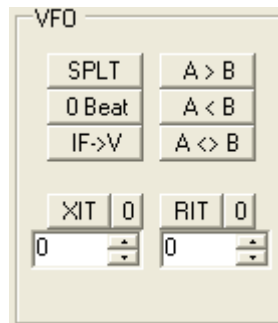 VFO
SPLT A > B
0 Beat A < B
IF->V A <> B
XIT 0 RIT 0
0 0